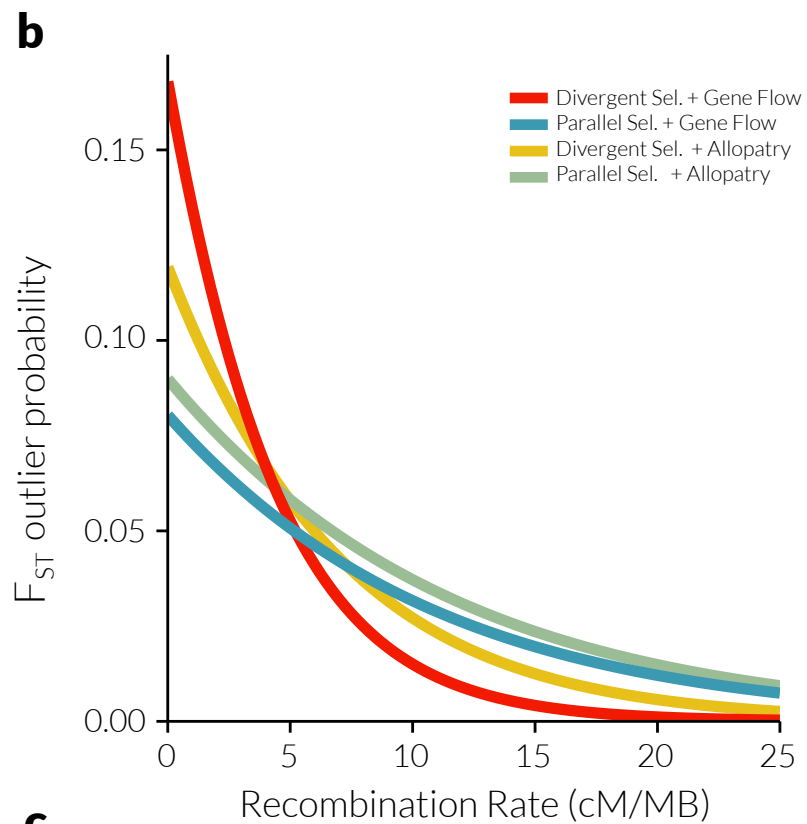 b
Divergent Sel. + Gene Flow
Parallel Sel. + Gene Flow
Divergent Sel. + Allopatry
Parallel Sel. + Allopatry
0.15
0.10
0.05
0.00
FST outlier probability
0 5 10 15 20 25
Recombination Rate (cM/MB)
c